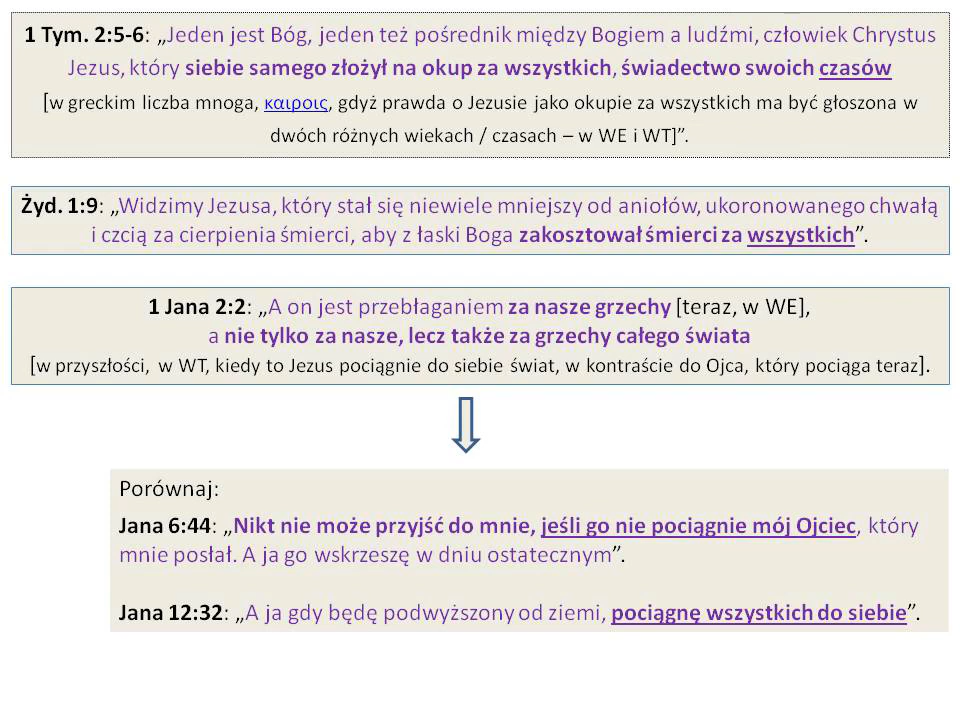 1 Tym. 2:5-6: „Jeden jest Bóg, jeden też pośrednik między Bogiem a ludźmi, człowiek Chrystus
Jezus, który siebie samego złożył na okup za wszystkich, świadectwo swoich czasów
[w greckim liczba mnoga, καιροις, gdyż prawda o Jezusie jako okupie za wszystkich ma być głoszona w
dwóch różnych wiekach / czasach – w WE i WT]”.
Żyd. 1:9: „Widzimy Jezusa, który stał się niewiele mniejszy od aniołów, ukoronowanego chwałą
i czcią za cierpienia śmierci, aby z łaski Boga zakosztował śmierci za wszystkich”.
1 Jana 2:2: „A on jest przebłaganiem za nasze grzechy [teraz, w WE],
a nie tylko za nasze, lecz także za grzechy całego świata
[w przyszłości, w WT, kiedy to Jezus pociągnie do siebie świat, w kontraście do Ojca, który pociąga teraz].
Porównaj:
Jana 6:44: „Nikt nie może przyjść do mnie, jeśli go nie pociągnie mój Ojciec, który
mnie posłał. A ja go wskrzeszę w dniu ostatecznym”.
Jana 12:32: „A ja gdy będę podwyższony od ziemi, pociągnę wszystkich do siebie”.